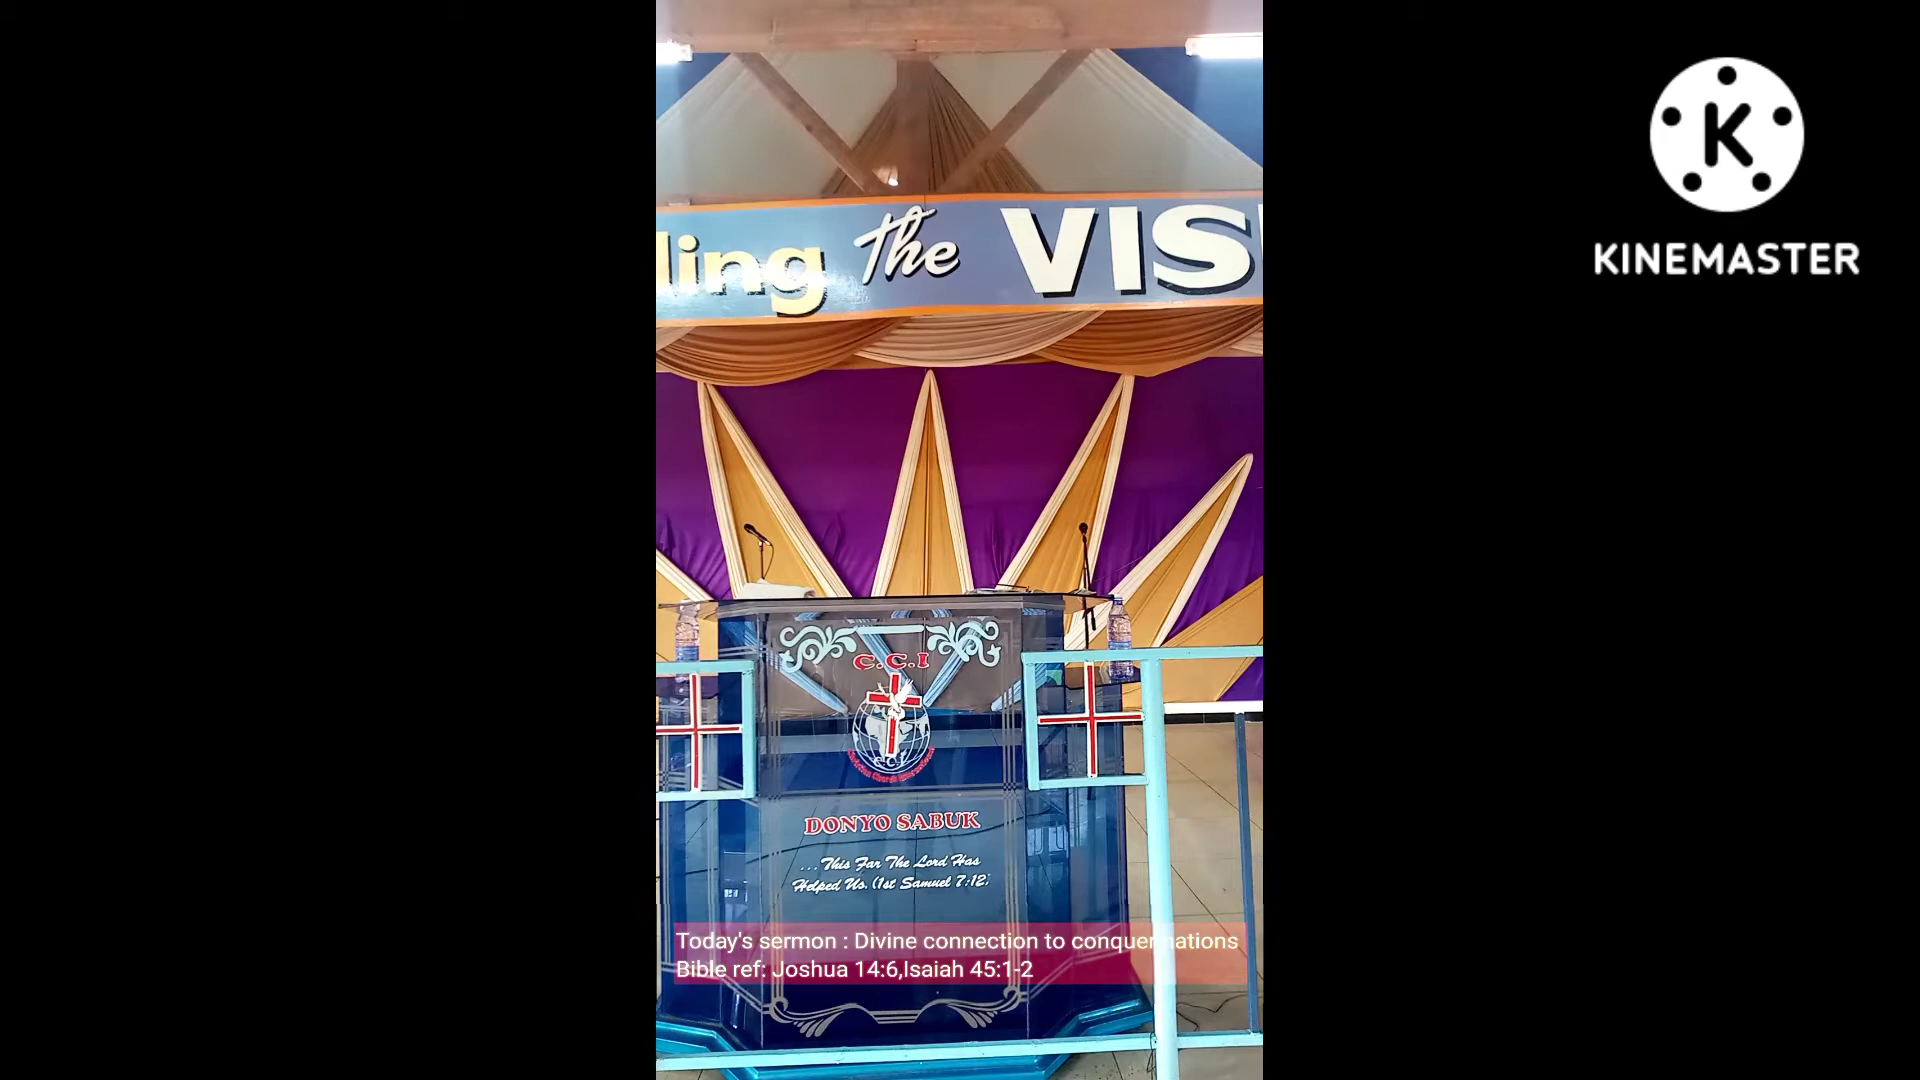 KINEMASTER
ling the VIS
C.C.I
C.C.I
DONYO SABUK
...This Far The Lord Has
Helped Us. (1st Samuel 7:12)
Today's sermon : Divine connection to conquer nations
Bible ref: Joshua 14:6,Isaiah 45:1-2